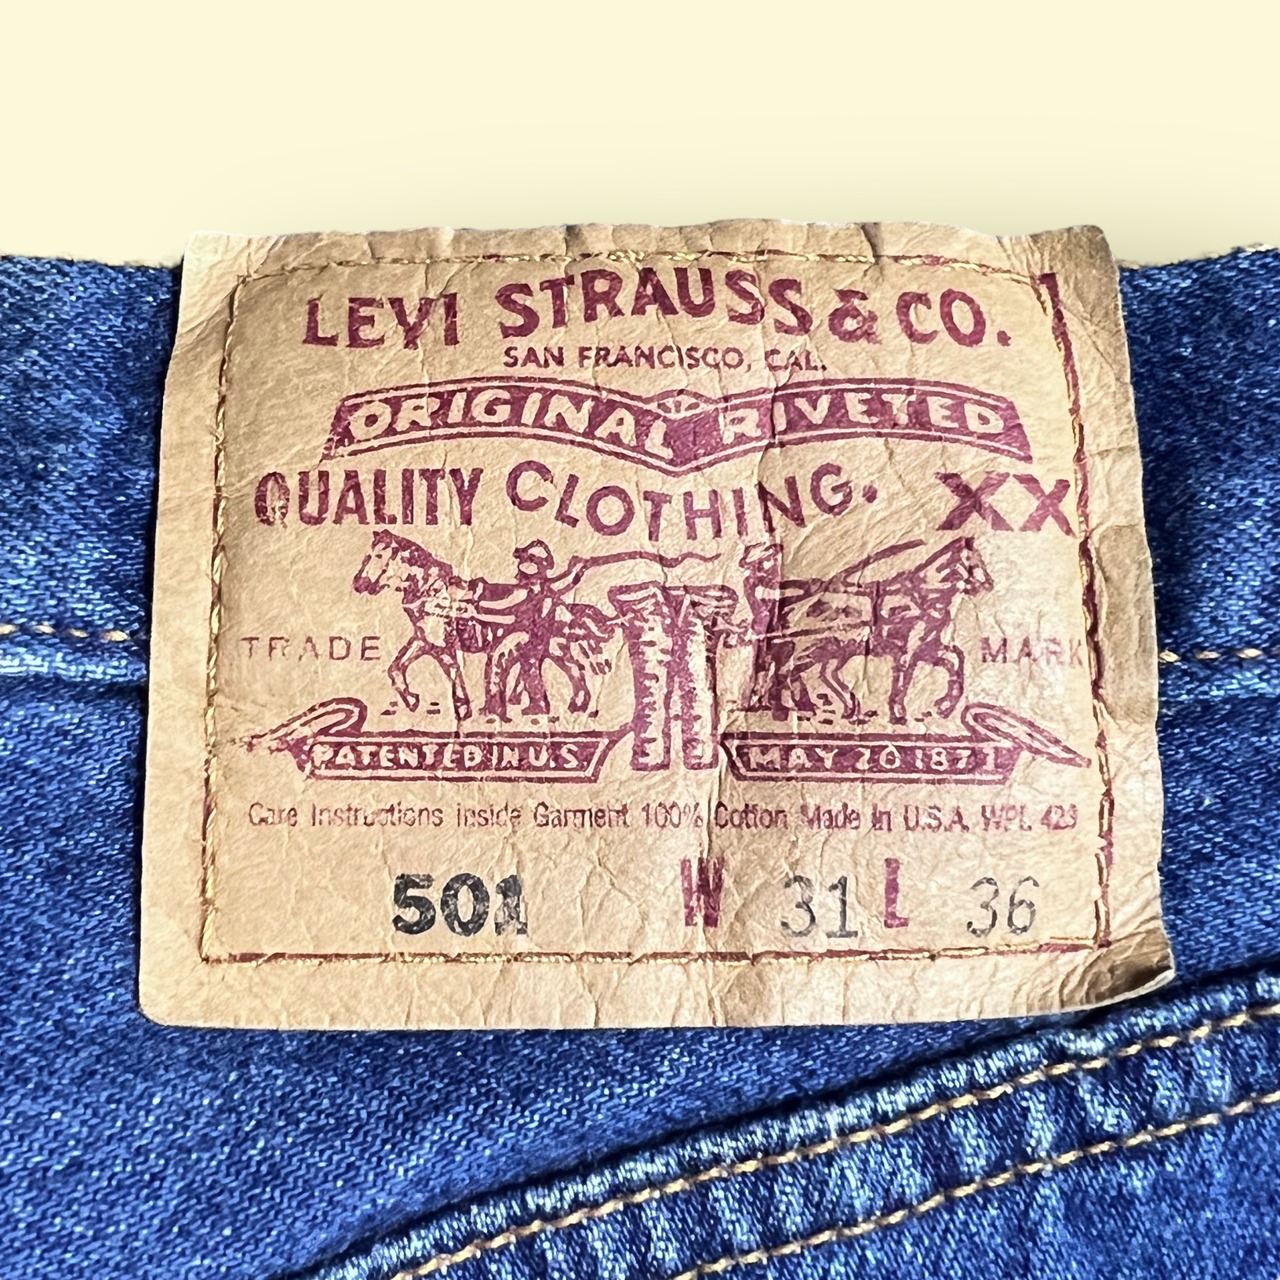 LEVI STRAUSS & CO.
SAN FRANCISCO, CAL.
ORIGINAL RIVETED
QUALITY CLOTHING. XX
TRADE MARK
PATENTED IN U.S MAY 20 1873
Care Instructions Inside Garment 100% Cotton Made in U.S.A. WPL 423
501 W 31 L 36